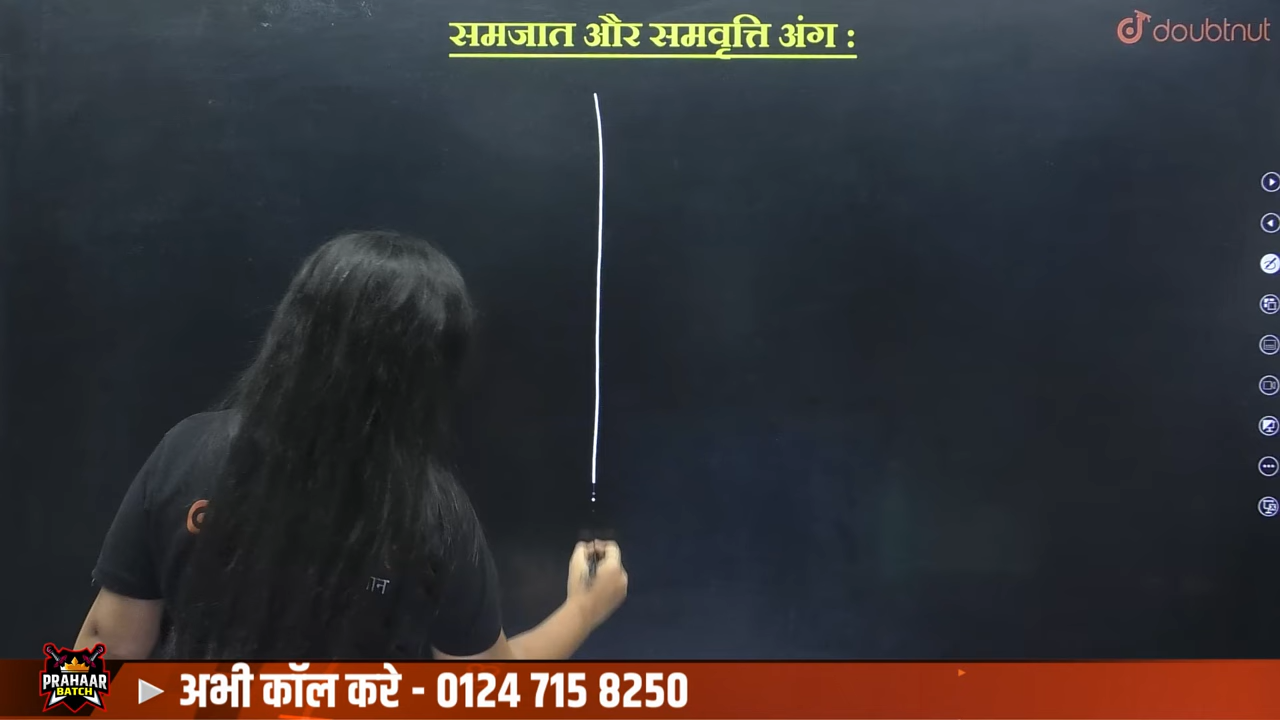 समजात और समवृत्ति अंग :
doubtnut
PRAHAAR
BATCH
अभी कॉल करे - 0124 715 8250